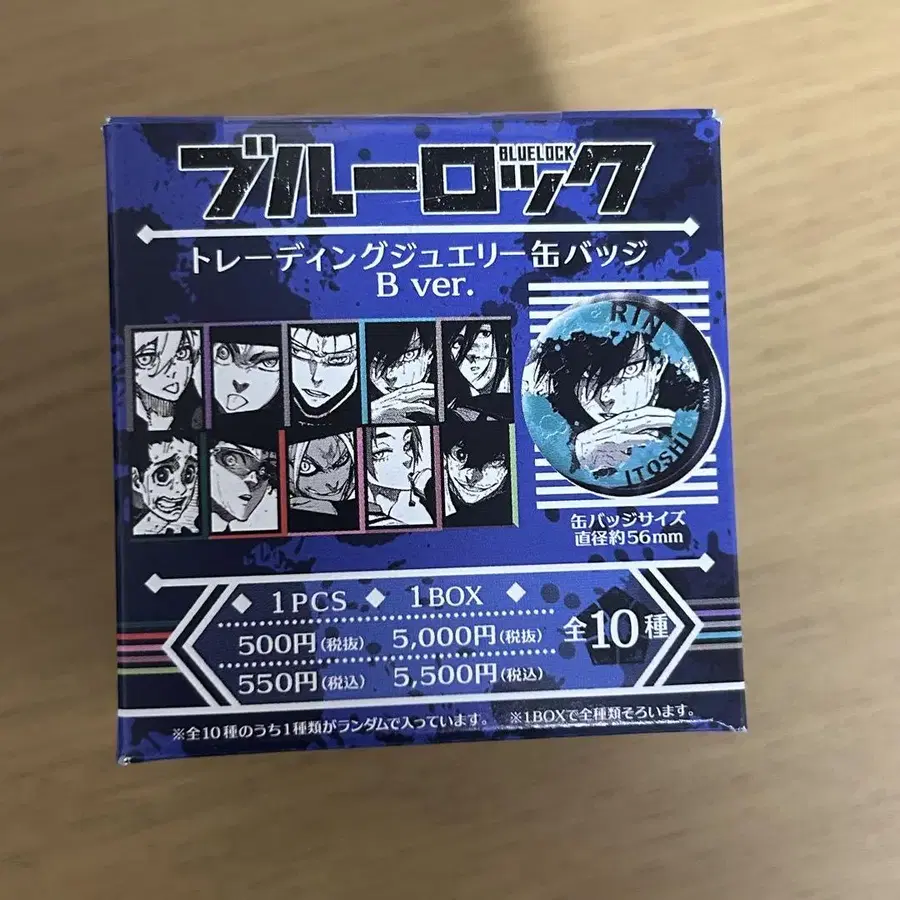 ブルーロック
BLUELOCK
トレーディングジュエリー缶バッジ
B ver.
RIN
ITOSHI
©M.Y.K
缶バッジサイズ
直径約56mm
1PCS 1BOX
500円(税抜) 5,000円(税抜)
550円(税込) 5,500円(税込)
全10種
※全10種のうち1種類がランダムで入っています。 ※1BOXで全種類そろいます。